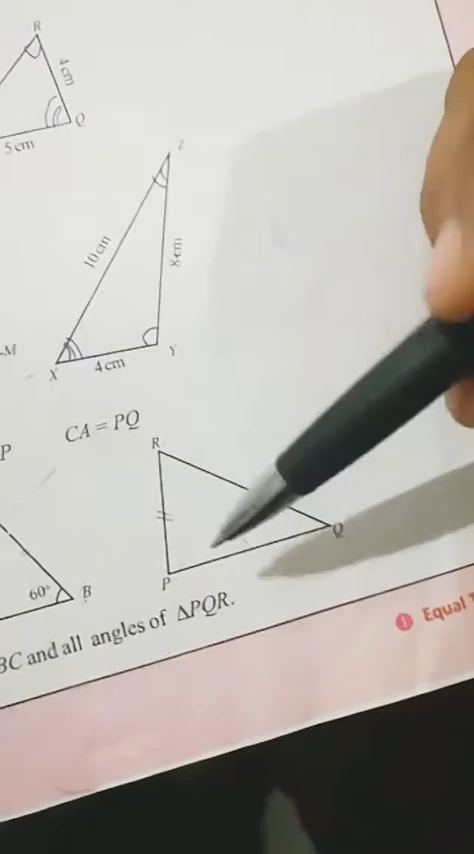 R
4 cm
Q
5 cm
Z
10 cm
8 cm
M
X
4 cm
Y
P
CA = PQ
R
Q
P
60°
B
BC and all angles of ΔPQR.
Equal